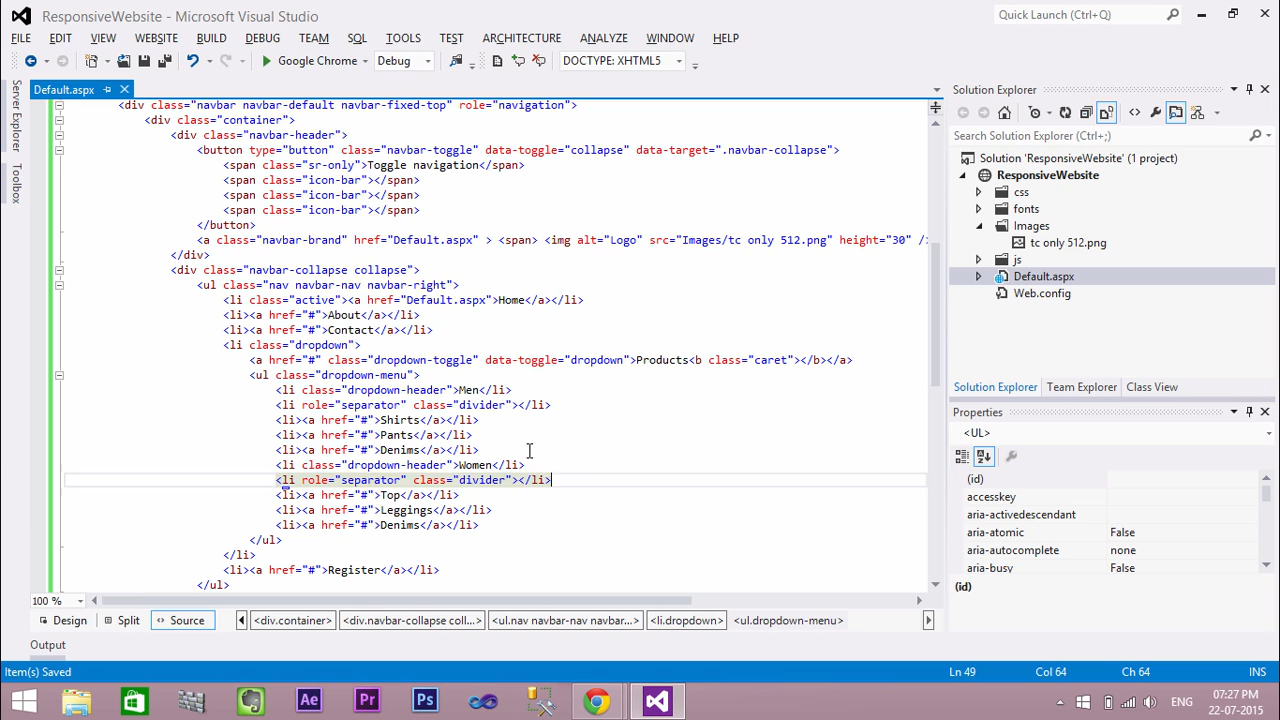 ResponsiveWebsite - Microsoft Visual Studio
Quick Launch (Ctrl+Q)
FILE EDIT VIEW WEBSITE BUILD DEBUG TEAM SQL TOOLS TEST ARCHITECTURE ANALYZE WINDOW HELP
Google Chrome Debug DOCTYPE: XHTML5
Server Explorer
Toolbox
Default.aspx
<div class="navbar navbar-default navbar-fixed-top" role="navigation">
<div class="container">
<div class="navbar-header">
<button type="button" class="navbar-toggle" data-toggle="collapse" data-target=".navbar-collapse">
<span class="sr-only">Toggle navigation</span>
<span class="icon-bar"></span>
<span class="icon-bar"></span>
<span class="icon-bar"></span>
</button>
<a class="navbar-brand" href="Default.aspx" > <span> <img alt="Logo" src="Images/tc only 512.png" height="30" />
</div>
<div class="navbar-collapse collapse">
<ul class="nav navbar-nav navbar-right">
<li class="active"><a href="Default.aspx">Home</a></li>
<li><a href="#">About</a></li>
<li><a href="#">Contact</a></li>
<li class="dropdown">
<a href="#" class="dropdown-toggle" data-toggle="dropdown">Products<b class="caret"></b></a>
<ul class="dropdown-menu">
<li class="dropdown-header">Men</li>
<li role="separator" class="divider"></li>
<li><a href="#">Shirts</a></li>
<li><a href="#">Pants</a></li>
<li><a href="#">Denims</a></li>
<li class="dropdown-header">Women</li>
<li role="separator" class="divider"></li>
<li><a href="#">Top</a></li>
<li><a href="#">Leggings</a></li>
<li><a href="#">Denims</a></li>
</ul>
</li>
<li><a href="#">Register</a></li>
</ul>
100 %
Design Split Source <div.container> <div.navbar-collapse coll...> <ul.nav navbar-nav navbar...> <li.dropdown> <ul.dropdown-menu>
Output
Solution Explorer
Search Solution Explorer (Ctrl+;)
Solution 'ResponsiveWebsite' (1 project)
ResponsiveWebsite
css
fonts
Images
tc only 512.png
js
Default.aspx
Web.config
Solution Explorer Team Explorer Class View
Properties
<UL>
(id)
accesskey
aria-activedescendant
aria-atomic False
aria-autocomplete none
aria-busy False
(id)
Item(s) Saved Ln 49 Col 64 Ch 64 INS
Ae Pr Ps
ENG
07:27 PM
22-07-2015